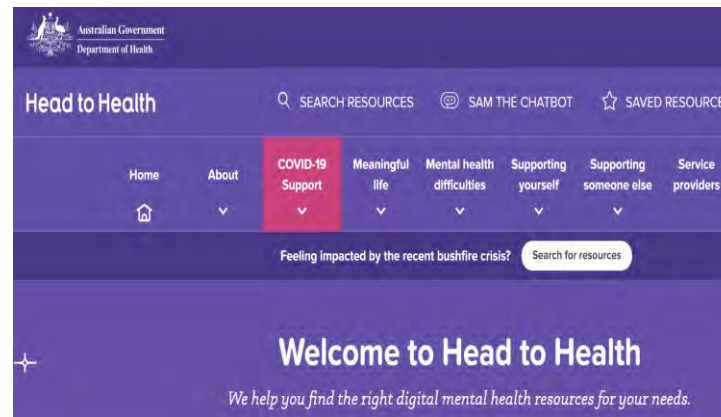 Australian Government
Department of Health
Head to Health
SEARCH RESOURCES
SAM THE CHATBOT
SAVED RESOURCE
Home
About
COVID-19
Support
Meaningful
life
Mental health
difficulties
Supporting
yourself
Supporting
someone else
Service
providers
Feeling impacted by the recent bushfire crisis?
Search for resources
Welcome to Head to Health
We help you find the right digital mental health resources for your needs.